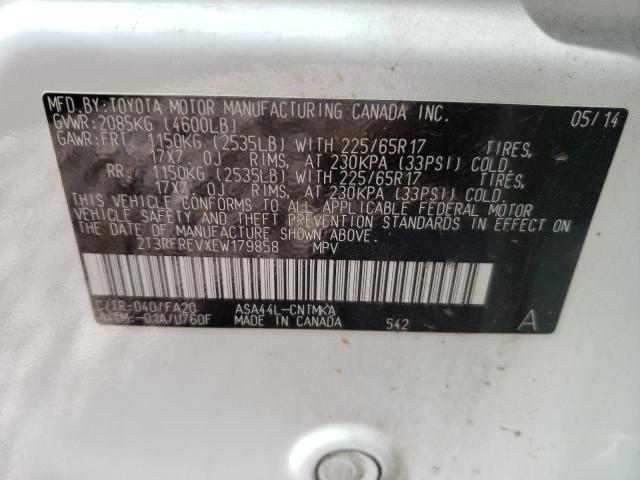 MFD.BY:TOYOTA MOTOR MANUFACTURING CANADA INC. 05/14
GVWR:2085KG (4600LB)
GAWR:FRT. 1150KG (2535LB) WITH 225/65R17 TIRES,
17X7. 0J RIMS, AT 230KPA (33PSI) COLD.
RR. 1150KG (2535LB) WITH 225/65R17 TIRES,
17X7. 0J RIMS, AT 230KPA (33PSI) COLD.
THIS VEHICLE CONFORMS TO ALL APPLICABLE FEDERAL MOTOR
VEHICLE SAFETY AND THEFT PREVENTION STANDARDS IN EFFECT ON
THE DATE OF MANUFACTURE SHOWN ABOVE.
2T3RFREVXEW179858 MPV
C/TR:040/FA20 ASA44L-CNTMKA
A/TM:-01A/U760F MADE IN CANADA 542 A